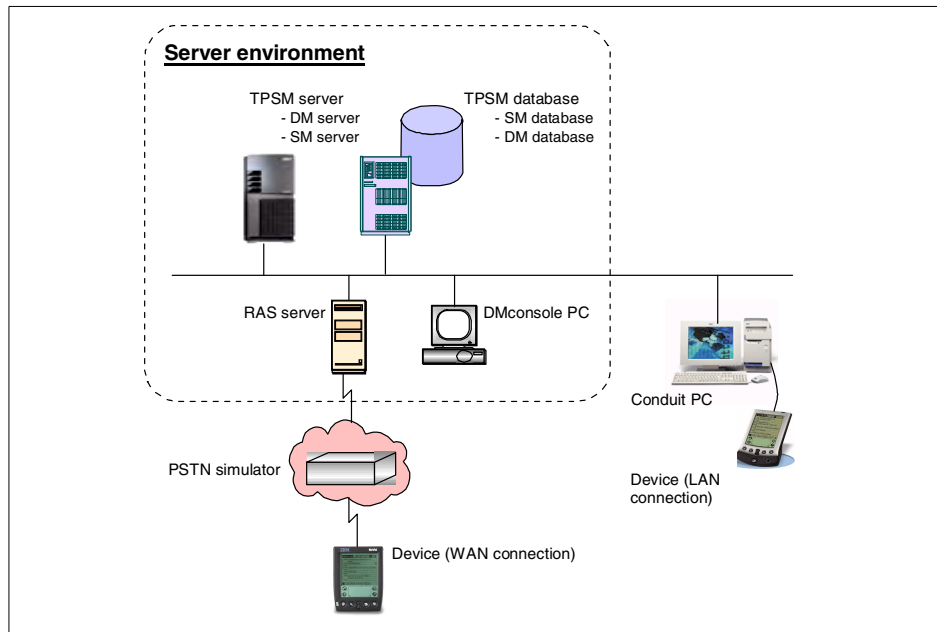 Server environment
TPSM server
- DM server
- SM server
TPSM database
- SM database
- DM database
RAS server
DMconsole PC
Conduit PC
PSTN simulator
Device (LAN
connection)
Device (WAN connection)
IBM